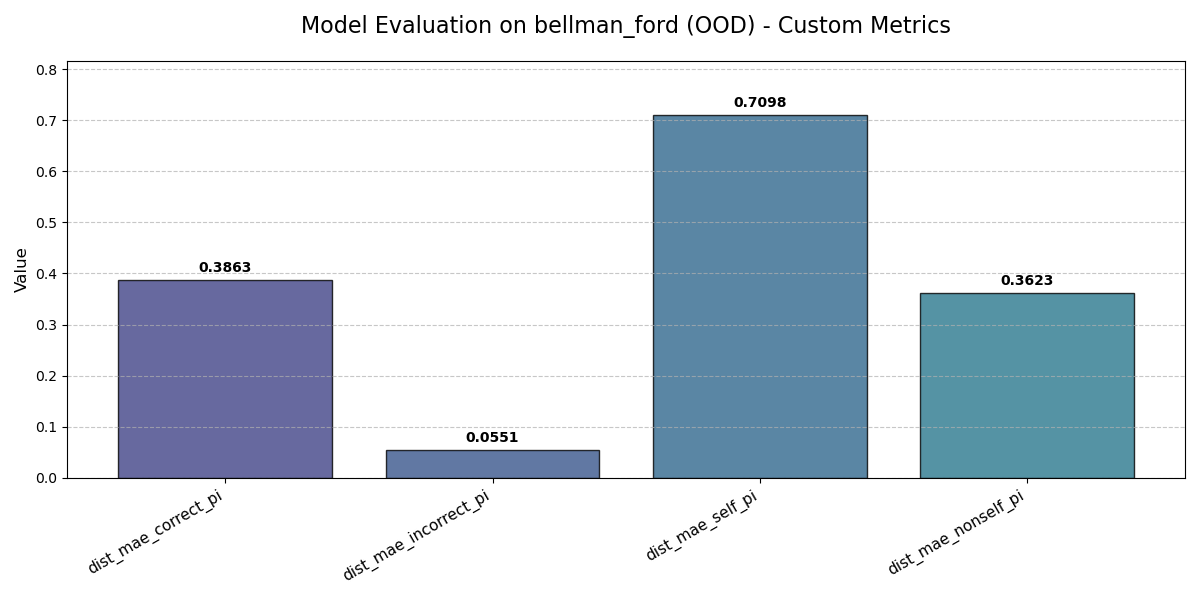 Model Evaluation on bellman_ford (OOD) - Custom Metrics
Value
0.8
0.7
0.6
0.5
0.4
0.3
0.2
0.1
0.0
0.3863
0.0551
0.7098
0.3623
dist_mae_correct_pi
dist_mae_incorrect_pi
dist_mae_self_pi
dist_mae_nonself_pi